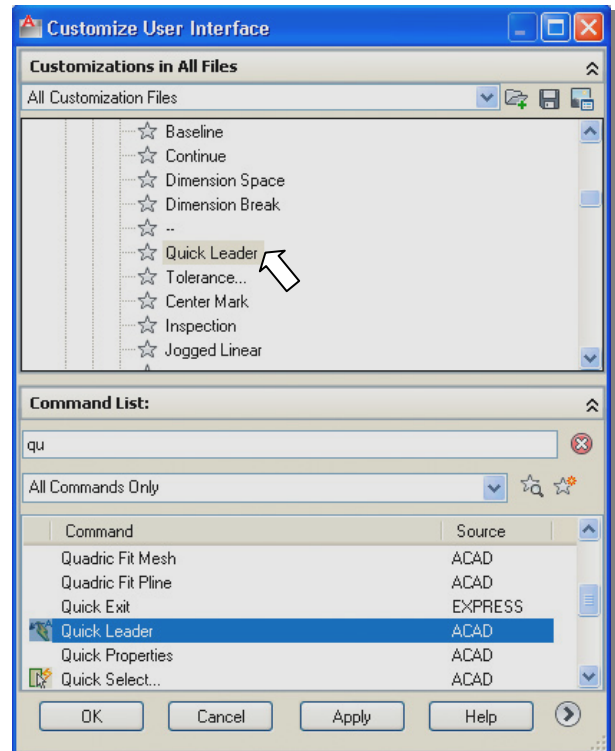 Customize User Interface
Customizations in All Files
All Customization Files
Baseline
Continue
Dimension Space
Dimension Break
--
Quick Leader
Tolerance...
Center Mark
Inspection
Jogged Linear
Command List:
qu
All Commands Only
Command Source
Quadric Fit Mesh ACAD
Quadric Fit Pline ACAD
Quick Exit EXPRESS
Quick Leader ACAD
Quick Properties ACAD
Quick Select... ACAD
OK Cancel Apply Help